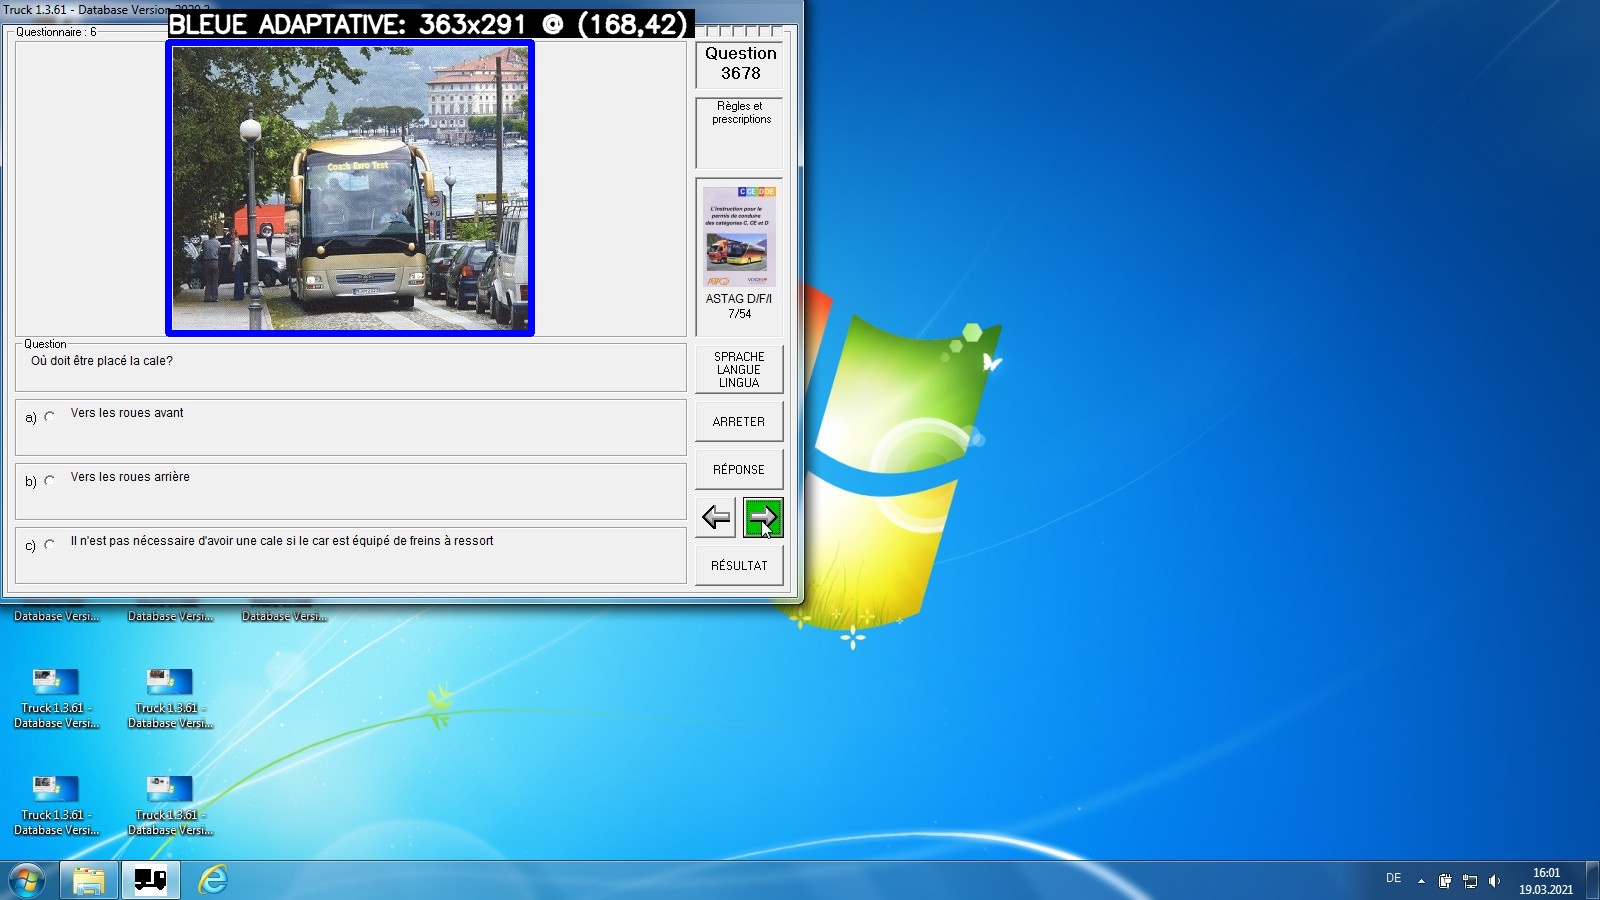 Truck 1.3.61 - Database Version
BLEUE ADAPTATIVE: 363x291 @ (168,42)
Questionnaire : 6
Coach Euro Test
Question
3678
Règles et
prescriptions
C CE D DE
L'instruction pour le
permis de conduire
des catégories C, CE et D
ASTAG D/F/I
7/54
Question
Où doit être placé la cale?
a) Vers les roues avant
b) Vers les roues arrière
c) Il n'est pas nécessaire d'avoir une cale si le car est équipé de freins à ressort
SPRACHE
LANGUE
LINGUA
ARRETER
RÉPONSE
RÉSULTAT
Database Versi...
Database Versi...
Database Versi...
Truck 1.3.61 -
Database Versi...
Truck 1.3.61 -
Database Versi...
Truck 1.3.61 -
Database Versi...
Truck 1.3.61 -
Database Versi...
DE
16:01
19.03.2021